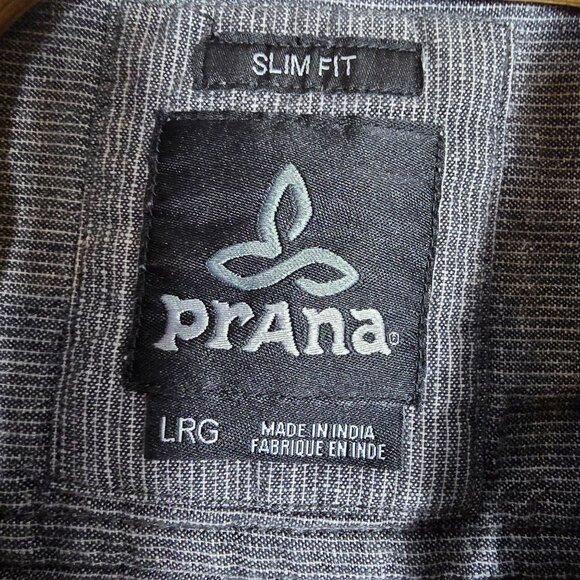 SLIM FIT
prAna
LRG
MADE IN INDIA
FABRIQUE EN INDE